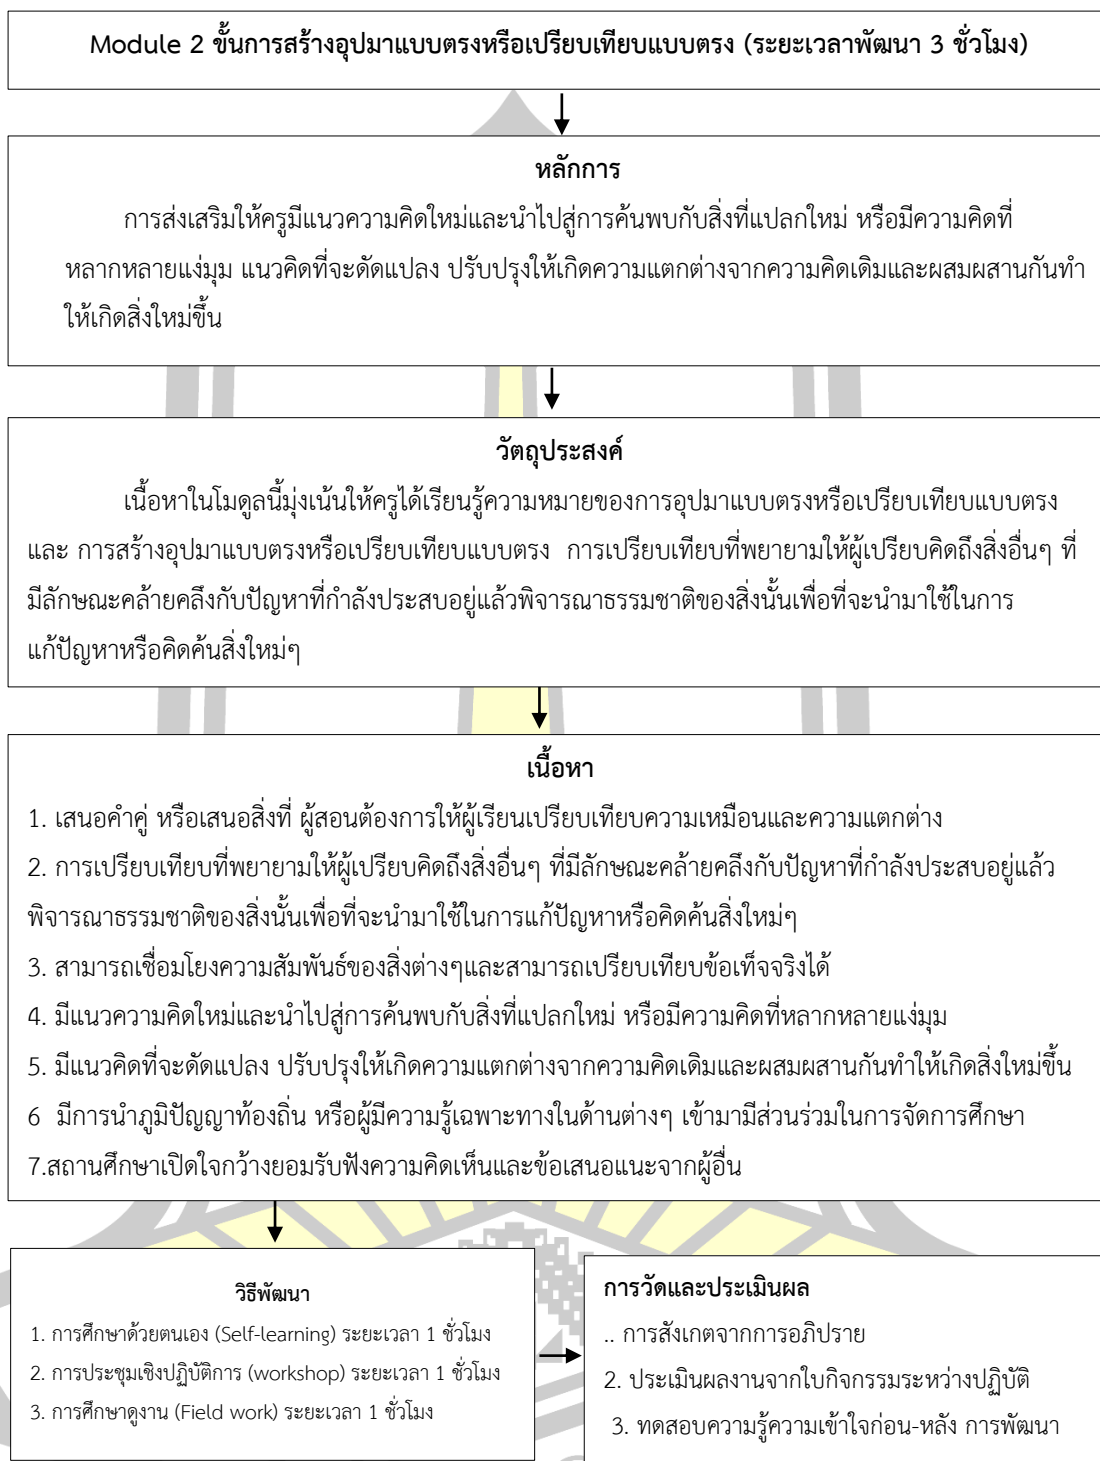 Module 2 ขั้นการสร้างอุปมาแบบตรงหรือเปรียบเทียบแบบตรง (ระยะเวลาพัฒนา 3 ชั่วโมง)
หลักการ
การส่งเสริมให้ครูมีแนวความคิดใหม่และนำไปสู่การค้นพบกับสิ่งที่แปลกใหม่ หรือมีความคิดที่
หลากหลายแง่มุม แนวคิดที่จะดัดแปลง ปรับปรุงให้เกิดความแตกต่างจากความคิดเดิมและผสมผสานกันทำ
ให้เกิดสิ่งใหม่ขึ้น
วัตถุประสงค์
เนื้อหาในโมดูลนี้มุ่งเน้นให้ครูได้เรียนรู้ความหมายของการอุปมาแบบตรงหรือเปรียบเทียบแบบตรง
และ การสร้างอุปมาแบบตรงหรือเปรียบเทียบแบบตรง การเปรียบเทียบที่พยายามให้ผู้เปรียบคิดถึงสิ่งอื่นๆ ที่
มีลักษณะคล้ายคลึงกับปัญหาที่กำลังประสบอยู่แล้วพิจารณาธรรมชาติของสิ่งนั้นเพื่อที่จะนำมาใช้ในการ
แก้ปัญหาหรือคิดค้นสิ่งใหม่ๆ
เนื้อหา
1. เสนอคำคู่ หรือเสนอสิ่งที่ ผู้สอนต้องการให้ผู้เรียนเปรียบเทียบความเหมือนและความแตกต่าง
2. การเปรียบเทียบที่พยายามให้ผู้เปรียบคิดถึงสิ่งอื่นๆ ที่มีลักษณะคล้ายคลึงกับปัญหาที่กำลังประสบอยู่แล้ว
พิจารณาธรรมชาติของสิ่งนั้นเพื่อที่จะนำมาใช้ในการแก้ปัญหาหรือคิดค้นสิ่งใหม่ๆ
3. สามารถเชื่อมโยงความสัมพันธ์ของสิ่งต่างๆและสามารถเปรียบเทียบข้อเท็จจริงได้
4. มีแนวความคิดใหม่และนำไปสู่การค้นพบกับสิ่งที่แปลกใหม่ หรือมีความคิดที่หลากหลายแง่มุม
5. มีแนวคิดที่จะดัดแปลง ปรับปรุงให้เกิดความแตกต่างจากความคิดเดิมและผสมผสานกันทำให้เกิดสิ่งใหม่ขึ้น
6 มีการนำภูมิปัญญาท้องถิ่น หรือผู้มีความรู้เฉพาะทางในด้านต่างๆ เข้ามามีส่วนร่วมในการจัดการศึกษา
7.สถานศึกษาเปิดใจกว้างยอมรับฟังความคิดเห็นและข้อเสนอแนะจากผู้อื่น
วิธีพัฒนา
1. การศึกษาด้วยตนเอง (Self-learning) ระยะเวลา 1 ชั่วโมง
2. การประชุมเชิงปฏิบัติการ (workshop) ระยะเวลา 1 ชั่วโมง
3. การศึกษาดูงาน (Field work) ระยะเวลา 1 ชั่วโมง
การวัดและประเมินผล
.. การสังเกตจากการอภิปราย
2. ประเมินผลงานจากใบกิจกรรมระหว่างปฏิบัติ
3. ทดสอบความรู้ความเข้าใจก่อน-หลัง การพัฒนา